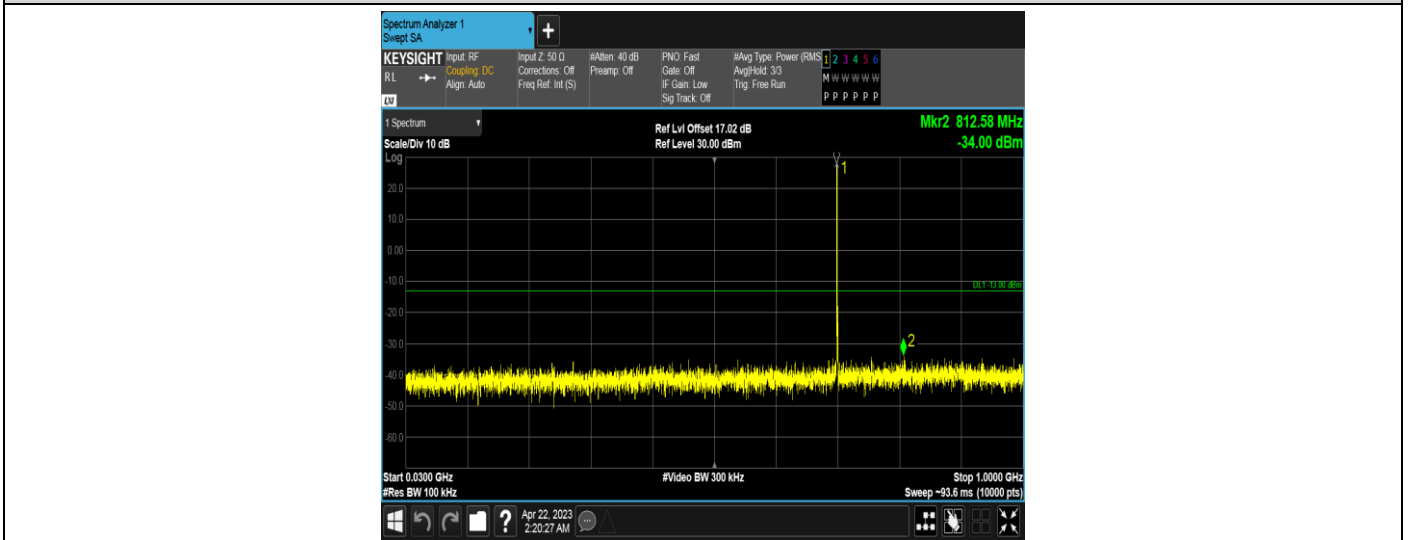 Spectrum Analyzer 1
Swept SA
+
KEYSIGHT Input: RF Input Z: 50 Ω #Atten: 40 dB PNO: Fast #Avg Type: Power (RMS 1 2 3 4 5 6
RL Coupling: DC Corrections: Off Preamp: Off Gate: Off Avg|Hold: 3/3 M W W W W W
Align: Auto Freq Ref: Int (S) IF Gain: Low Trig: Free Run P P P P P P
LXI Sig Track: Off
1 Spectrum Ref Lvl Offset 17.02 dB Mkr2 812.58 MHz
Scale/Div 10 dB Ref Level 30.00 dBm -34.00 dBm
Log
1
20.0
10.0
0.00
-10.0
DL1 -13.00 dBm
-20.0
-30.0
2
-40.0
-50.0
-60.0
Start 0.0300 GHz #Video BW 300 kHz Stop 1.0000 GHz
#Res BW 100 kHz Sweep ~93.6 ms (10000 pts)
? Apr 22, 2023
2:20:27 AM